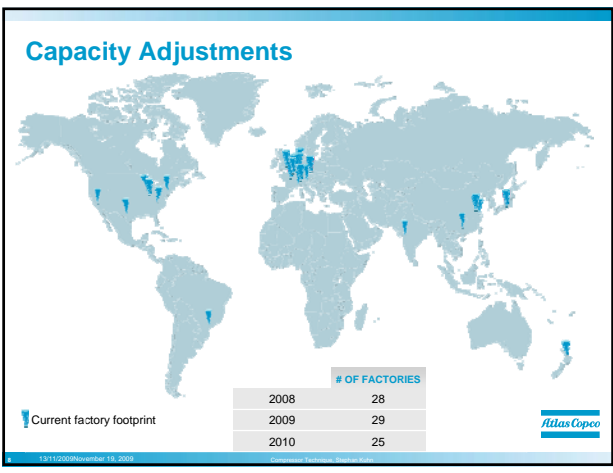 Capacity Adjustments
# OF FACTORIES
2008 28
2009 29
2010 25
Current factory footprint
Atlas Copco
8 13/11/2009November 19, 2009 Compressor Technique, Stephan Kuhn